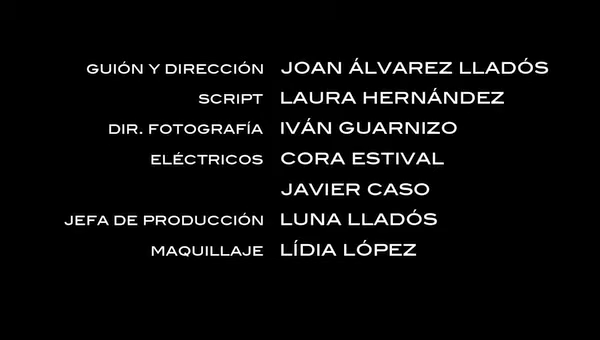 GUIÓN Y DIRECCIÓN JOAN ÁLVAREZ LLADÓS
SCRIPT LAURA HERNÁNDEZ
DIR. FOTOGRAFÍA IVÁN GUARNIZO
ELÉCTRICOS CORA ESTIVAL
JAVIER CASO
JEFA DE PRODUCCIÓN LUNA LLADÓS
MAQUILLAJE LÍDIA LÓPEZ